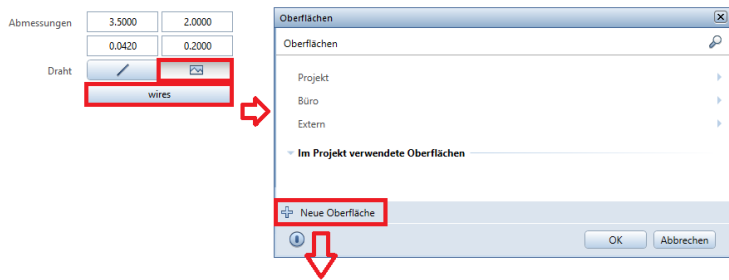 Abmessungen 3.5000 2.0000
0.0420 0.2000
Draht
wires
Oberflächen
Oberflächen
Projekt
Büro
Extern
Im Projekt verwendete Oberflächen
Neue Oberfläche
OK Abbrechen